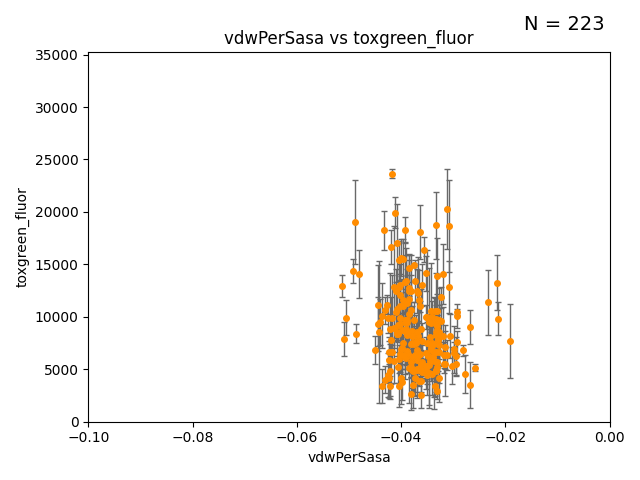 N = 223
vdwPerSasa vs toxgreen_fluor
35000
30000
25000
20000
15000
10000
5000
0
toxgreen_fluor
−0.10 −0.08 −0.06 −0.04 −0.02 0.00
vdwPerSasa